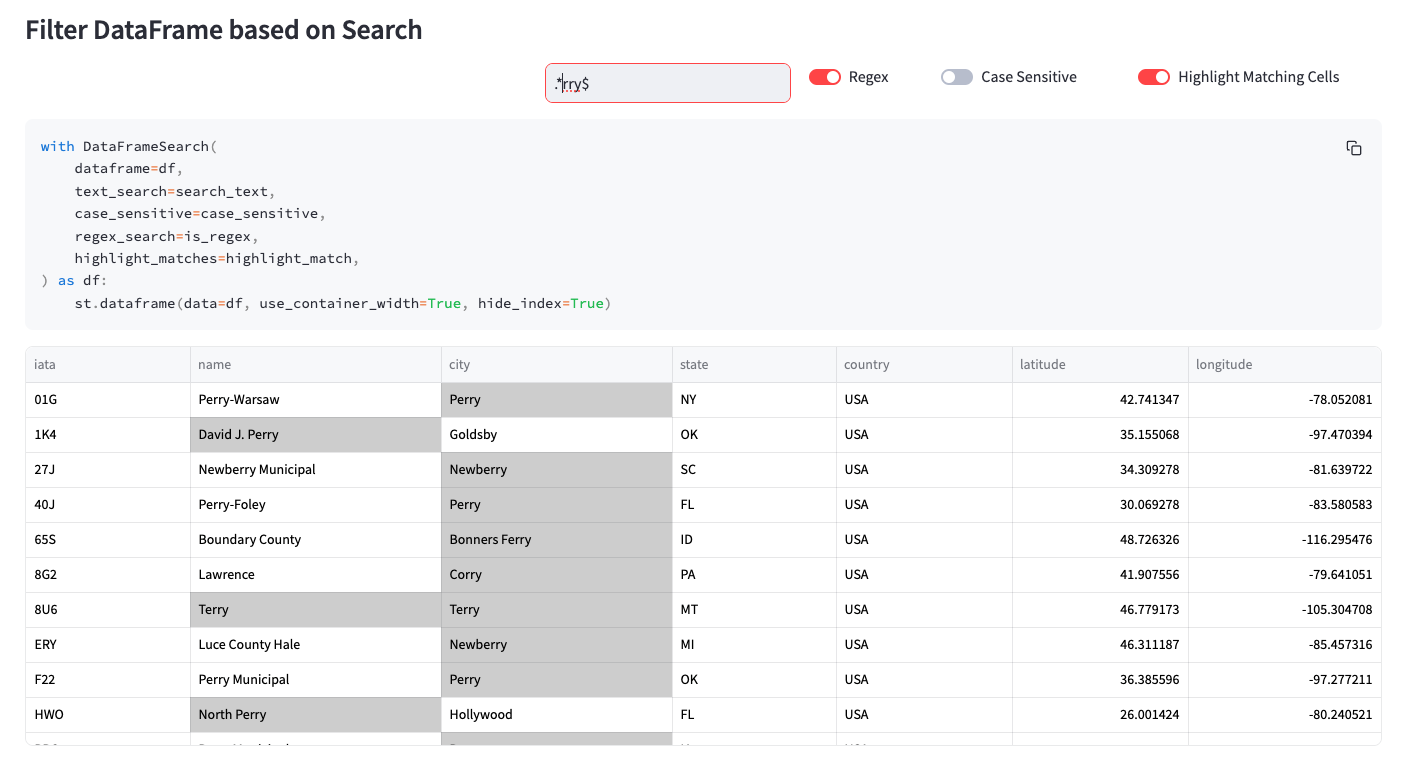 Filter DataFrame based on Search
.*rry$ Regex Case Sensitive Highlight Matching Cells
with DataFrameSearch(
    dataframe=df,
    text_search=search_text,
    case_sensitive=case_sensitive,
    regex_search=is_regex,
    highlight_matches=highlight_match,
) as df:
    st.dataframe(data=df, use_container_width=True, hide_index=True)
iata name city state country latitude longitude
01G Perry-Warsaw Perry NY USA 42.741347 -78.052081
1K4 David J. Perry Goldsby OK USA 35.155068 -97.470394
27J Newberry Municipal Newberry SC USA 34.309278 -81.639722
40J Perry-Foley Perry FL USA 30.069278 -83.580583
65S Boundary County Bonners Ferry ID USA 48.726326 -116.295476
8G2 Lawrence Corry PA USA 41.907556 -79.641051
8U6 Terry Terry MT USA 46.779173 -105.304708
ERY Luce County Hale Newberry MI USA 46.311187 -85.457316
F22 Perry Municipal Perry OK USA 36.385596 -97.277211
HWO North Perry Hollywood FL USA 26.001424 -80.240521